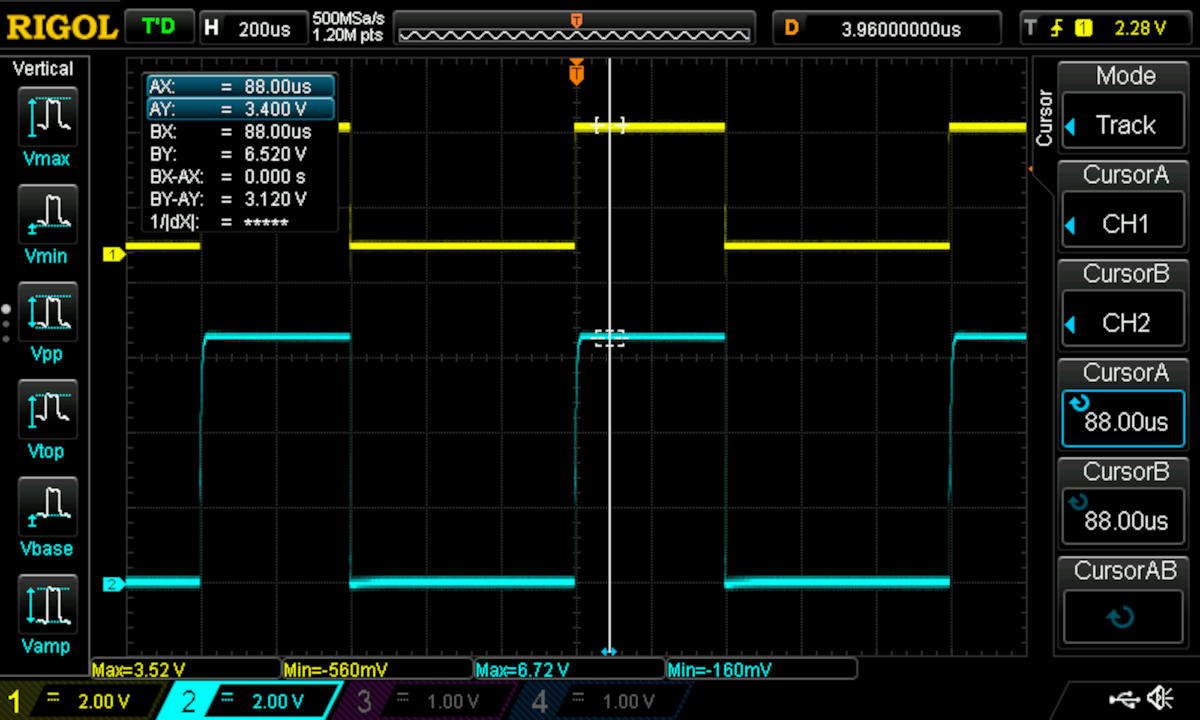 RIGOL T'D H 200us 500MSa/s 1.20M pts T D 3.96000000us T 1 2.28 V
Vertical
Vmax
Vmin
Vpp
Vtop
Vbase
Vamp
T
AX: = 88.00us
AY: = 3.400 V
BX: = 88.00us
BY: = 6.520 V
BX-AX: = 0.000 s
BY-AY: = 3.120 V
1/|dX|: = *****
1
2
Cursor
Mode
Track
CursorA
CH1
CursorB
CH2
CursorA
88.00us
CursorB
88.00us
CursorAB
Max=3.52 V Min=-560mV Max=6.72 V Min=-160mV
1 = 2.00 V 2 = 2.00 V 3 = 1.00 V 4 = 1.00 V